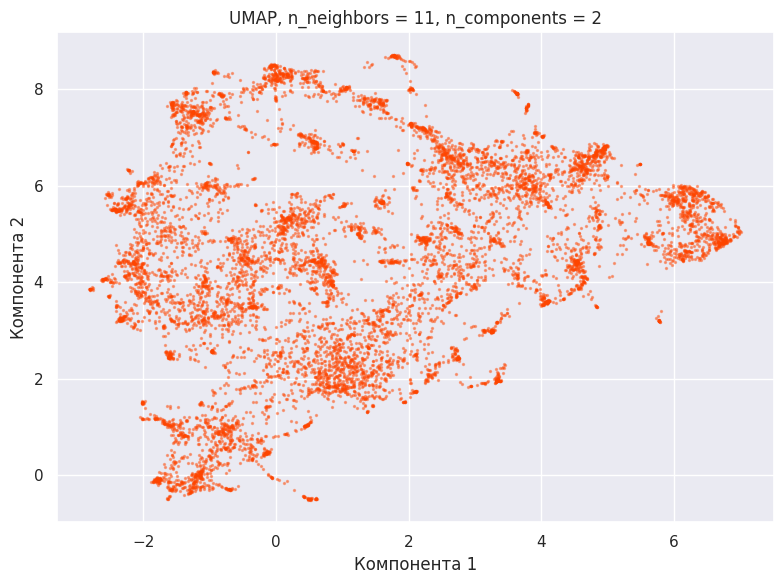 UMAP, n_neighbors = 11, n_components = 2
8
6
4
2
0
Компонента 2
−2 0 2 4 6
Компонента 1